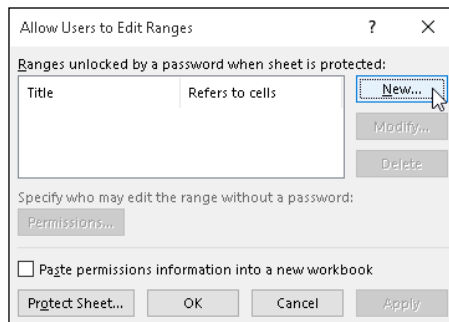 Allow Users to Edit Ranges ? ×
Ranges unlocked by a password when sheet is protected:
Title Refers to cells New...
Modify...
Delete
Specify who may edit the range without a password:
Permissions...
Paste permissions information into a new workbook
Protect Sheet... OK Cancel Apply